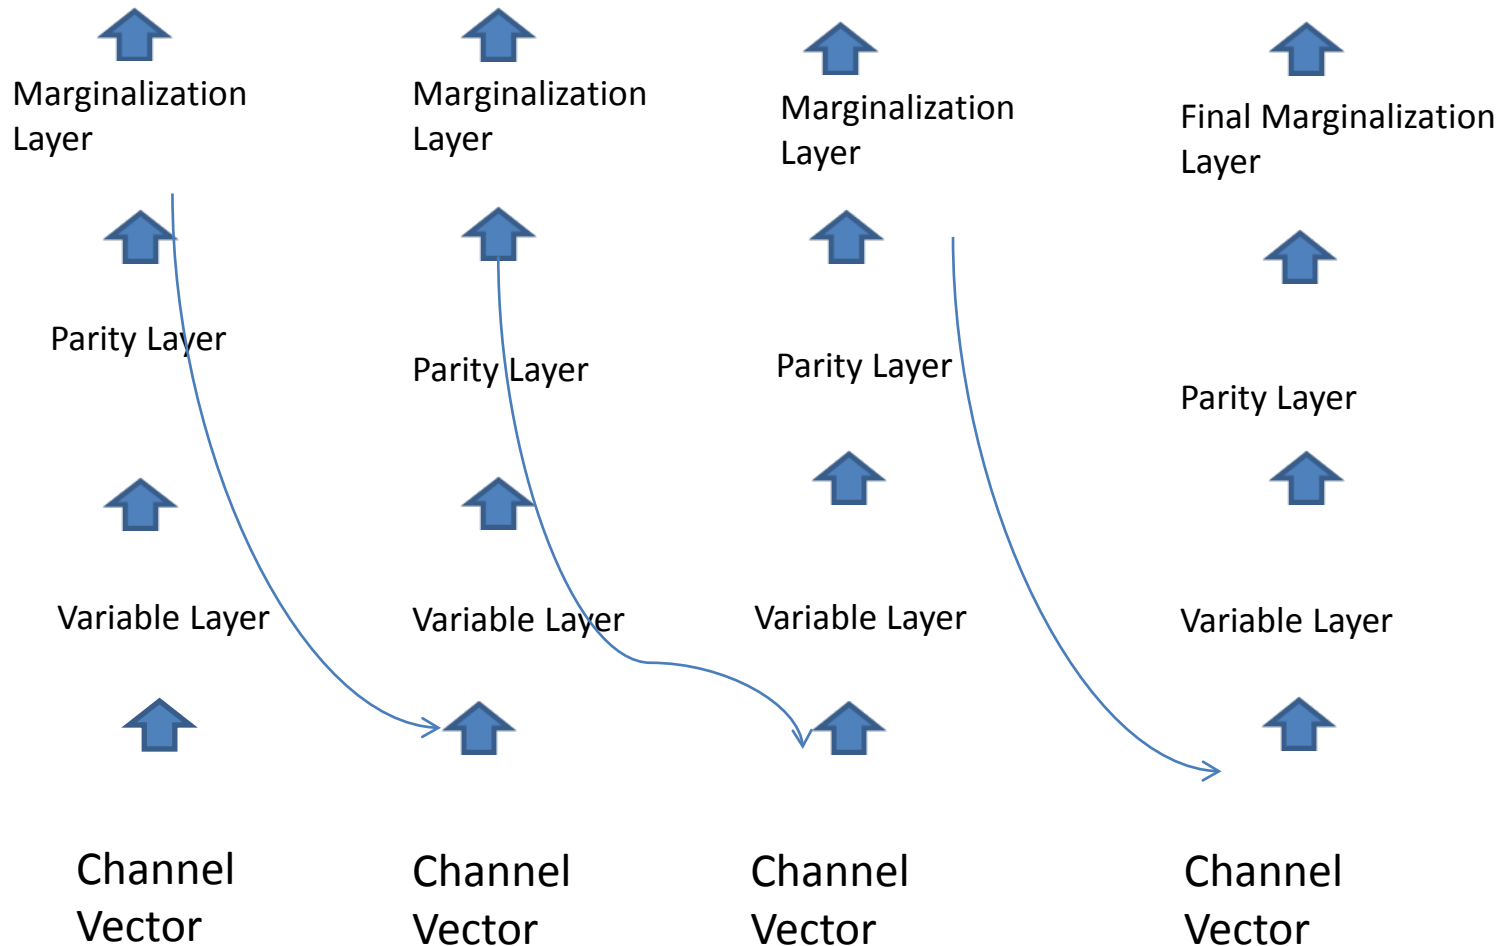 Marginalization
Layer
Marginalization
Layer
Marginalization
Layer
Final Marginalization
Layer
Parity Layer
Parity Layer
Parity Layer
Parity Layer
Variable Layer
Variable Layer
Variable Layer
Variable Layer
Channel
Vector
Channel
Vector
Channel
Vector
Channel
Vector